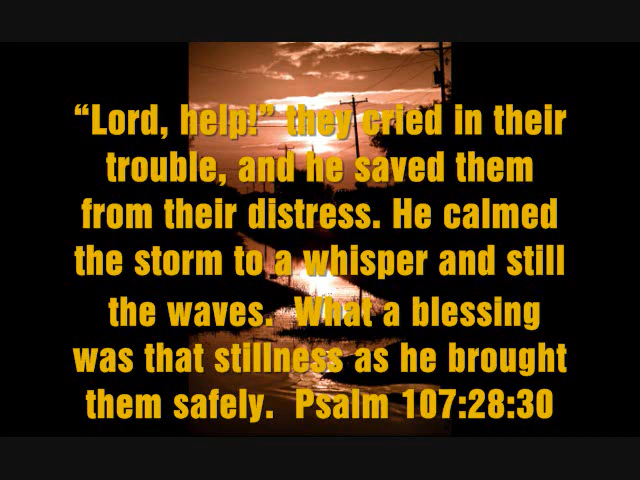 “Lord, help!” they cried in their
trouble, and he saved them
from their distress. He calmed
the storm to a whisper and still
the waves.  What a blessing
was that stillness as he brought
them safely.  Psalm 107:28:30